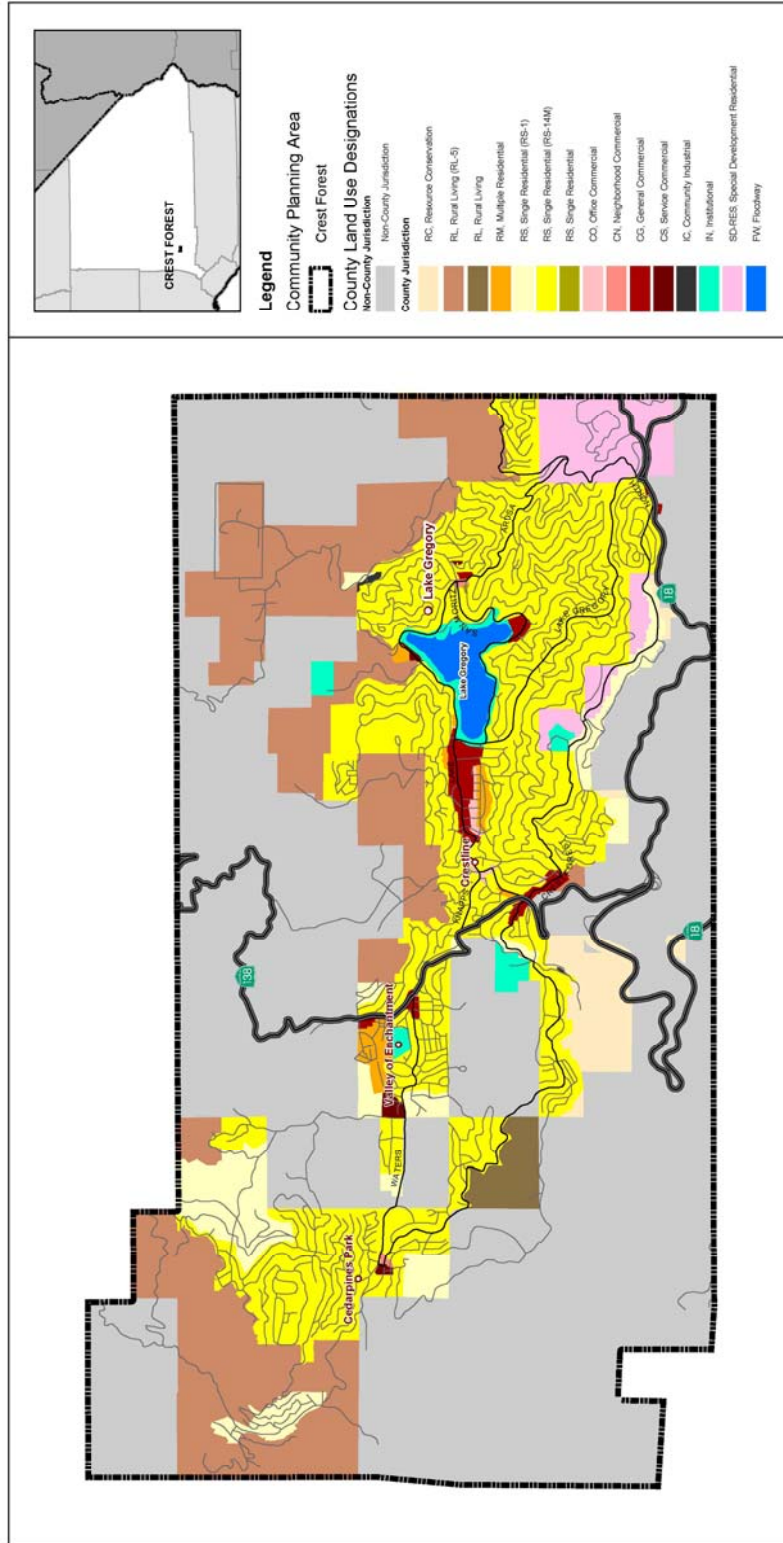 CREST FOREST
Legend
Community Planning Area
Crest Forest
County Land Use Designations
Non-County Jurisdiction
Non-County Jurisdiction
County Jurisdiction
RC, Resource Conservation
RL, Rural Living (RL-5)
RL, Rural Living
RM, Multiple Residential
RS, Single Residential (RS-1)
RS, Single Residential (RS-14M)
RS, Single Residential
CO, Office Commercial
CN, Neighborhood Commercial
CG, General Commercial
CS, Service Commercial
IC, Community Industrial
IN, Institutional
SD-RES, Special Development Residential
FW, Floodway
138
Cedarpines Park
WATERS
Valley of Enchantment
KNAPPS
Crestline
Lake Gregory
Lake Gregory
LAKE GREGORY
18
18